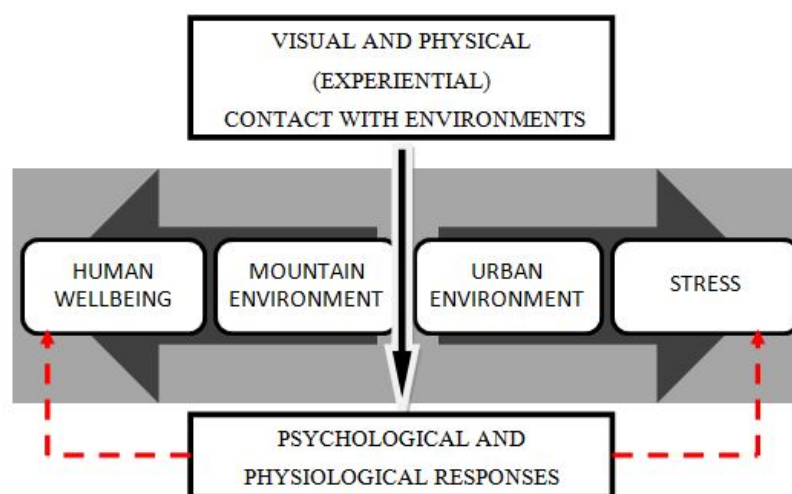 VISUAL AND PHYSICAL
(EXPERIENTIAL)
CONTACT WITH ENVIRONMENTS
HUMAN
WELLBEING
MOUNTAIN
ENVIRONMENT
URBAN
ENVIRONMENT
STRESS
PSYCHOLOGICAL AND
PHYSIOLOGICAL RESPONSES